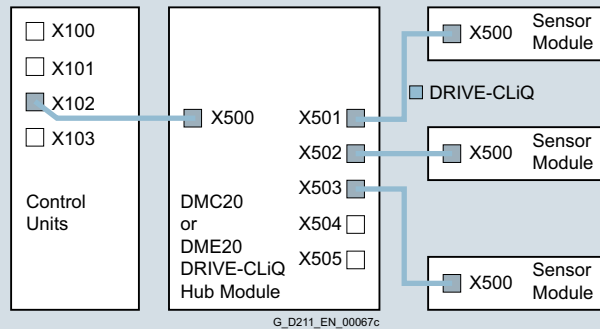 X100
X101
X102
X103
Control
Units
X500
DMC20
or
DME20
DRIVE-CLiQ
Hub Module
X501
X502
X503
X504
X505
X500
Sensor
Module
DRIVE-CLiQ
X500
Sensor
Module
X500
Sensor
Module
G_D211_EN_00067c